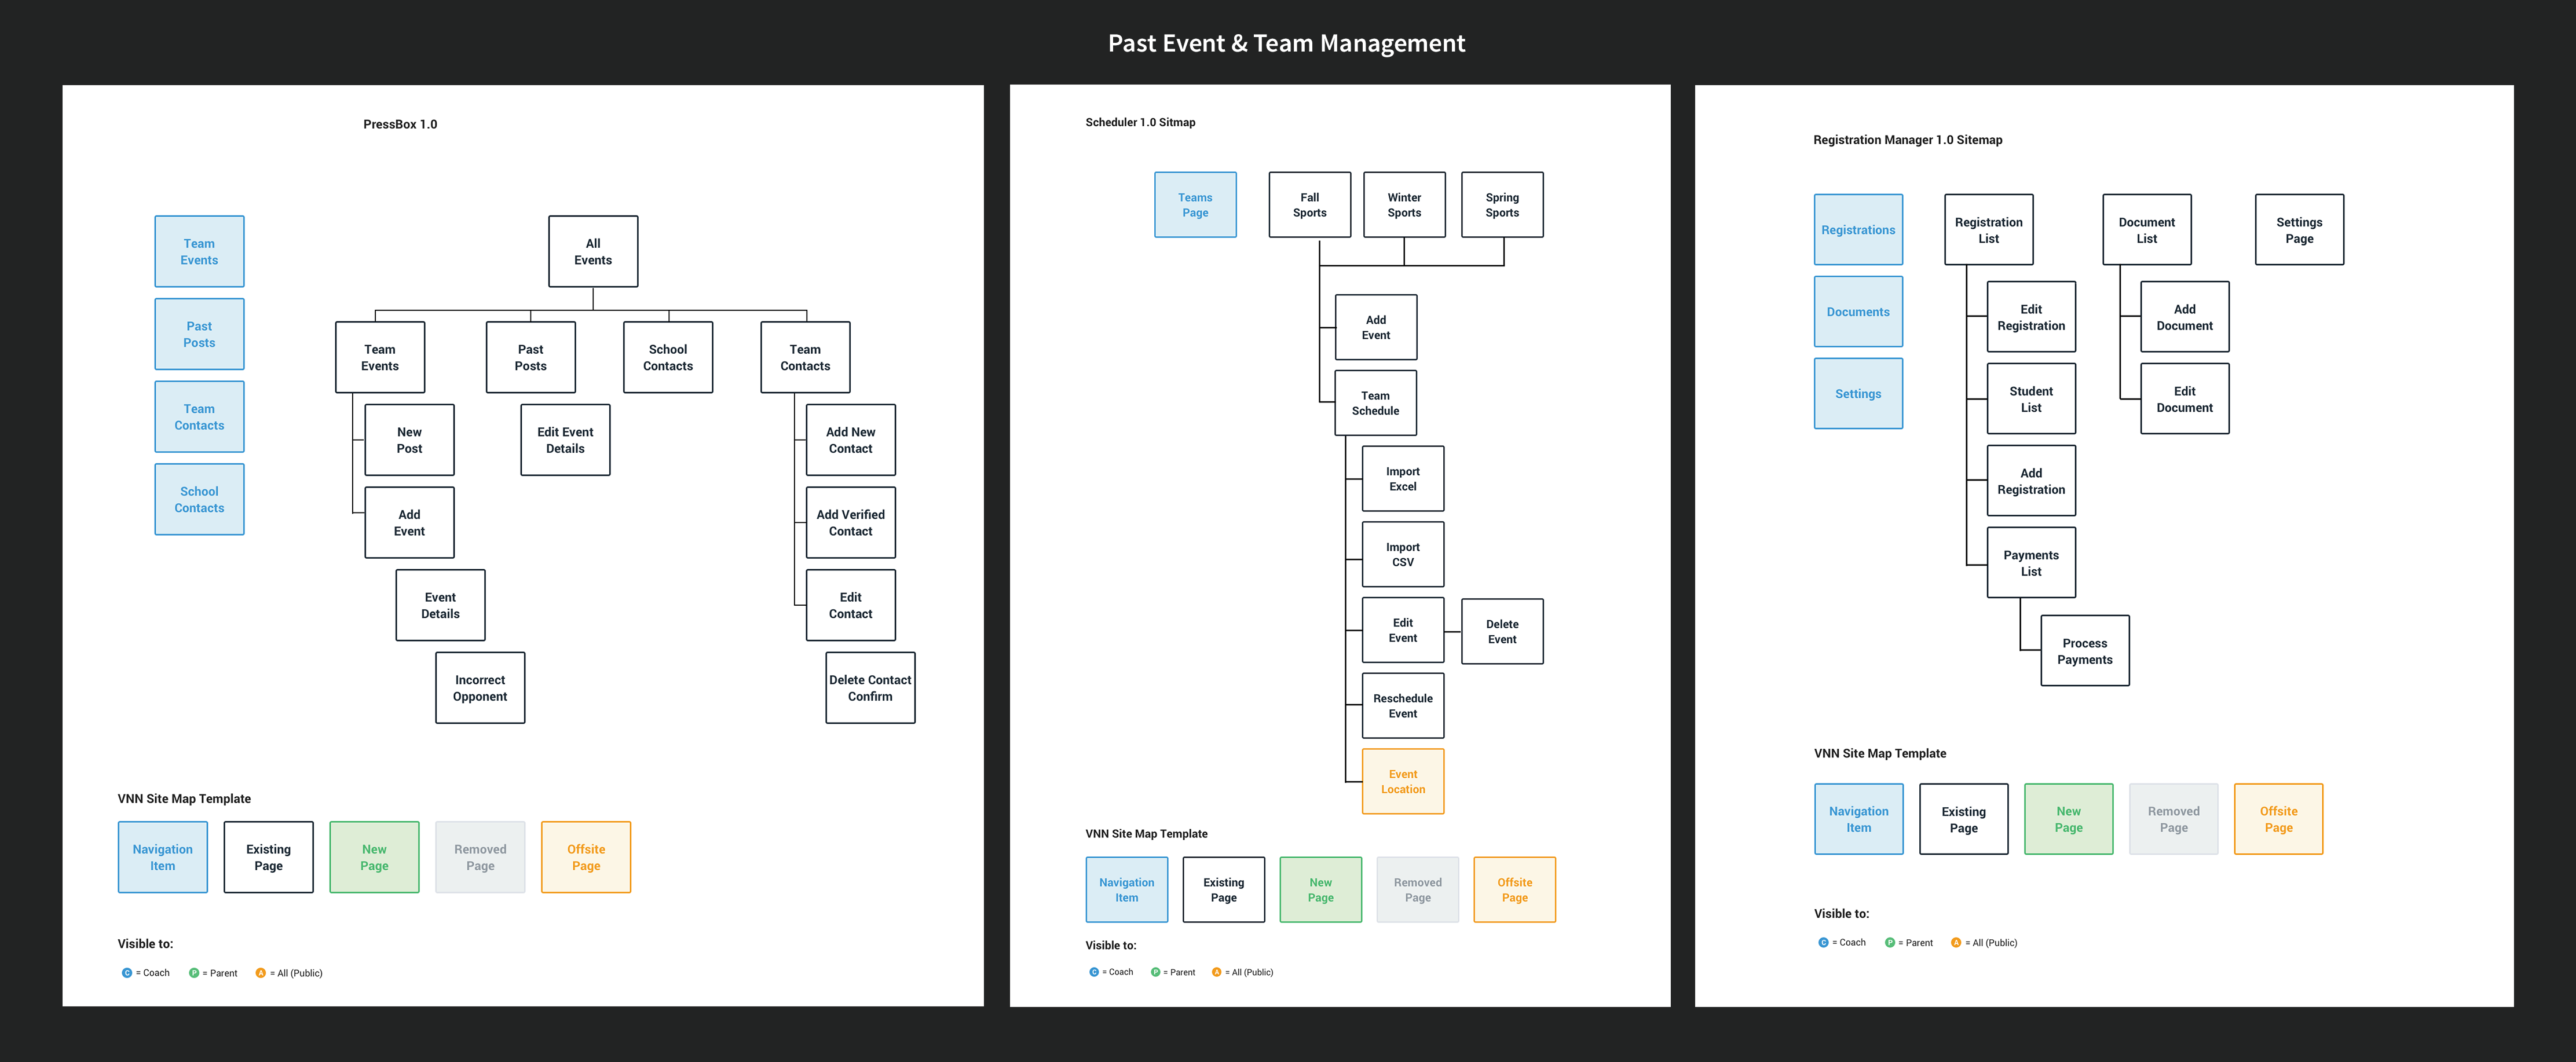 Past Event & Team Management
PressBox 1.0
Team
Events
Past
Posts
Team
Contacts
School
Contacts
All
Events
Team
Events
Past
Posts
School
Contacts
Team
Contacts
New
Post
Edit Event
Details
Add New
Contact
Add
Event
Add Verified
Contact
Event
Details
Edit
Contact
Incorrect
Opponent
Delete Contact
Confirm
VNN Site Map Template
Navigation
Item
Existing
Page
New
Page
Removed
Page
Offsite
Page
Visible to:
C = Coach P = Parent A = All (Public)
Scheduler 1.0 Sitmap
Teams
Page
Fall
Sports
Winter
Sports
Spring
Sports
Add
Event
Team
Schedule
Import
Excel
Import
CSV
Edit
Event
Delete
Event
Reschedule
Event
Event
Location
VNN Site Map Template
Navigation
Item
Existing
Page
New
Page
Removed
Page
Offsite
Page
Visible to:
C = Coach P = Parent A = All (Public)
Registration Manager 1.0 Sitemap
Registrations
Documents
Settings
Registration
List
Document
List
Settings
Page
Edit
Registration
Add
Document
Student
List
Edit
Document
Add
Registration
Payments
List
Process
Payments
VNN Site Map Template
Navigation
Item
Existing
Page
New
Page
Removed
Page
Offsite
Page
Visible to:
C = Coach P = Parent A = All (Public)